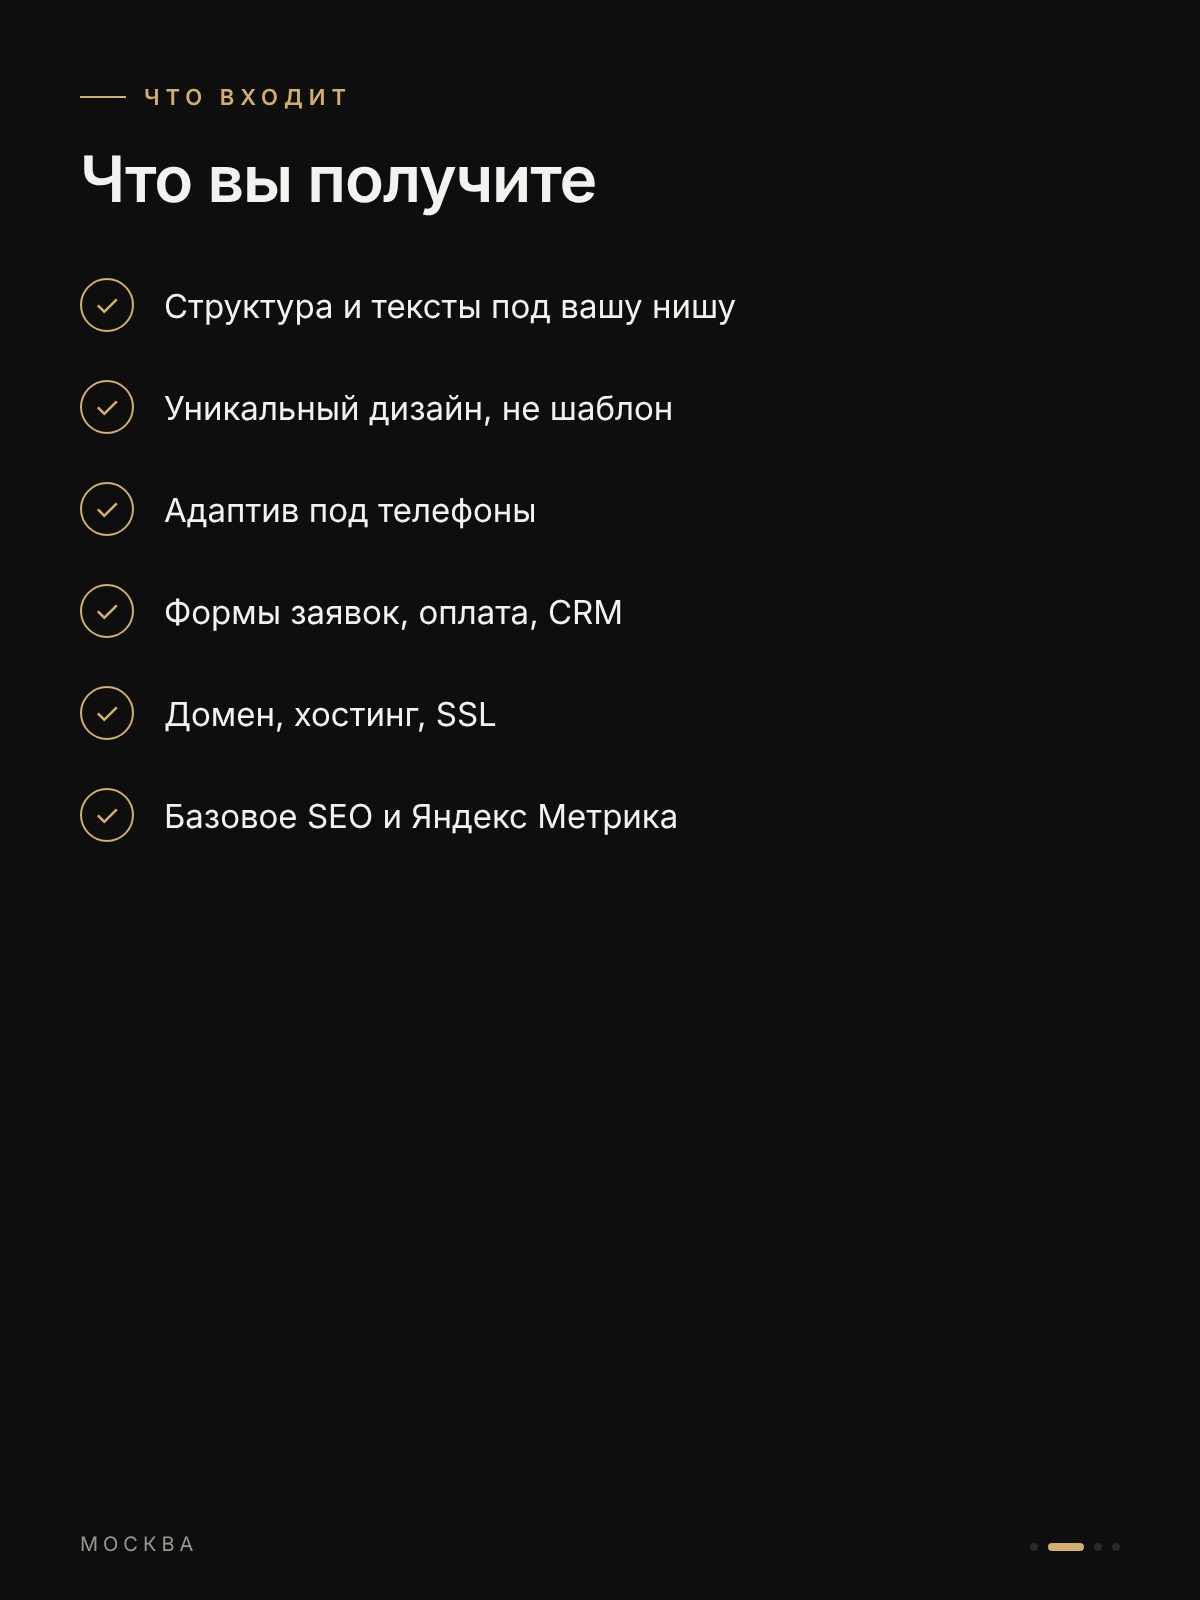 ЧТО ВХОДИТ
Что вы получите
Структура и тексты под вашу нишу
Уникальный дизайн, не шаблон
Адаптив под телефоны
Формы заявок, оплата, CRM
Домен, хостинг, SSL
Базовое SEO и Яндекс Метрика
МОСКВА